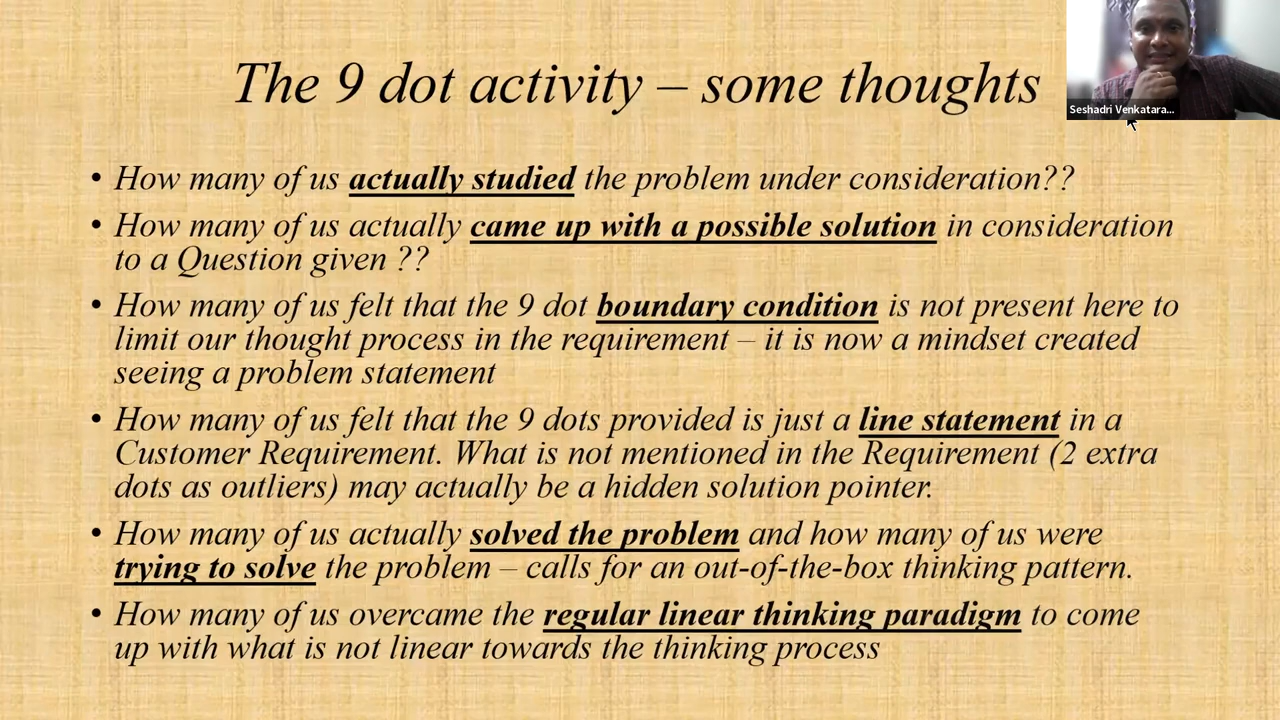 The 9 dot activity – some thoughts
Seshadri Venkatara...
• How many of us actually studied the problem under consideration??
• How many of us actually came up with a possible solution in consideration
to a Question given ??
• How many of us felt that the 9 dot boundary condition is not present here to
limit our thought process in the requirement – it is now a mindset created
seeing a problem statement
• How many of us felt that the 9 dots provided is just a line statement in a
Customer Requirement. What is not mentioned in the Requirement (2 extra
dots as outliers) may actually be a hidden solution pointer.
• How many of us actually solved the problem and how many of us were
trying to solve the problem – calls for an out-of-the-box thinking pattern.
• How many of us overcame the regular linear thinking paradigm to come
up with what is not linear towards the thinking process